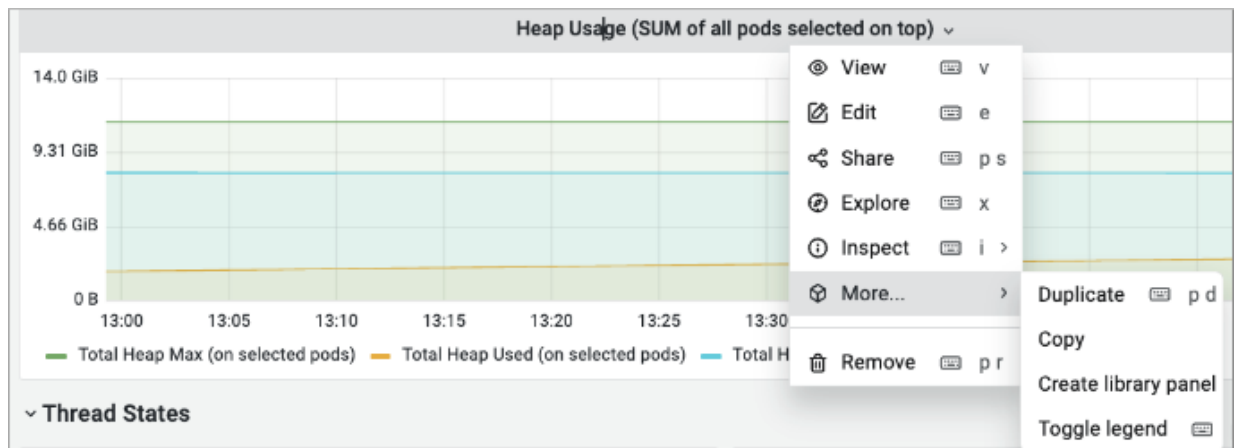 Heap Usage (SUM of all pods selected on top)
14.0 GiB
9.31 GiB
4.66 GiB
0 B
13:00 13:05 13:10 13:15 13:20 13:25 13:30
Total Heap Max (on selected pods) Total Heap Used (on selected pods) Total H
View v
Edit e
Share p s
Explore x
Inspect i
More...
Remove p r
Duplicate p d
Copy
Create library panel
Toggle legend
Thread States